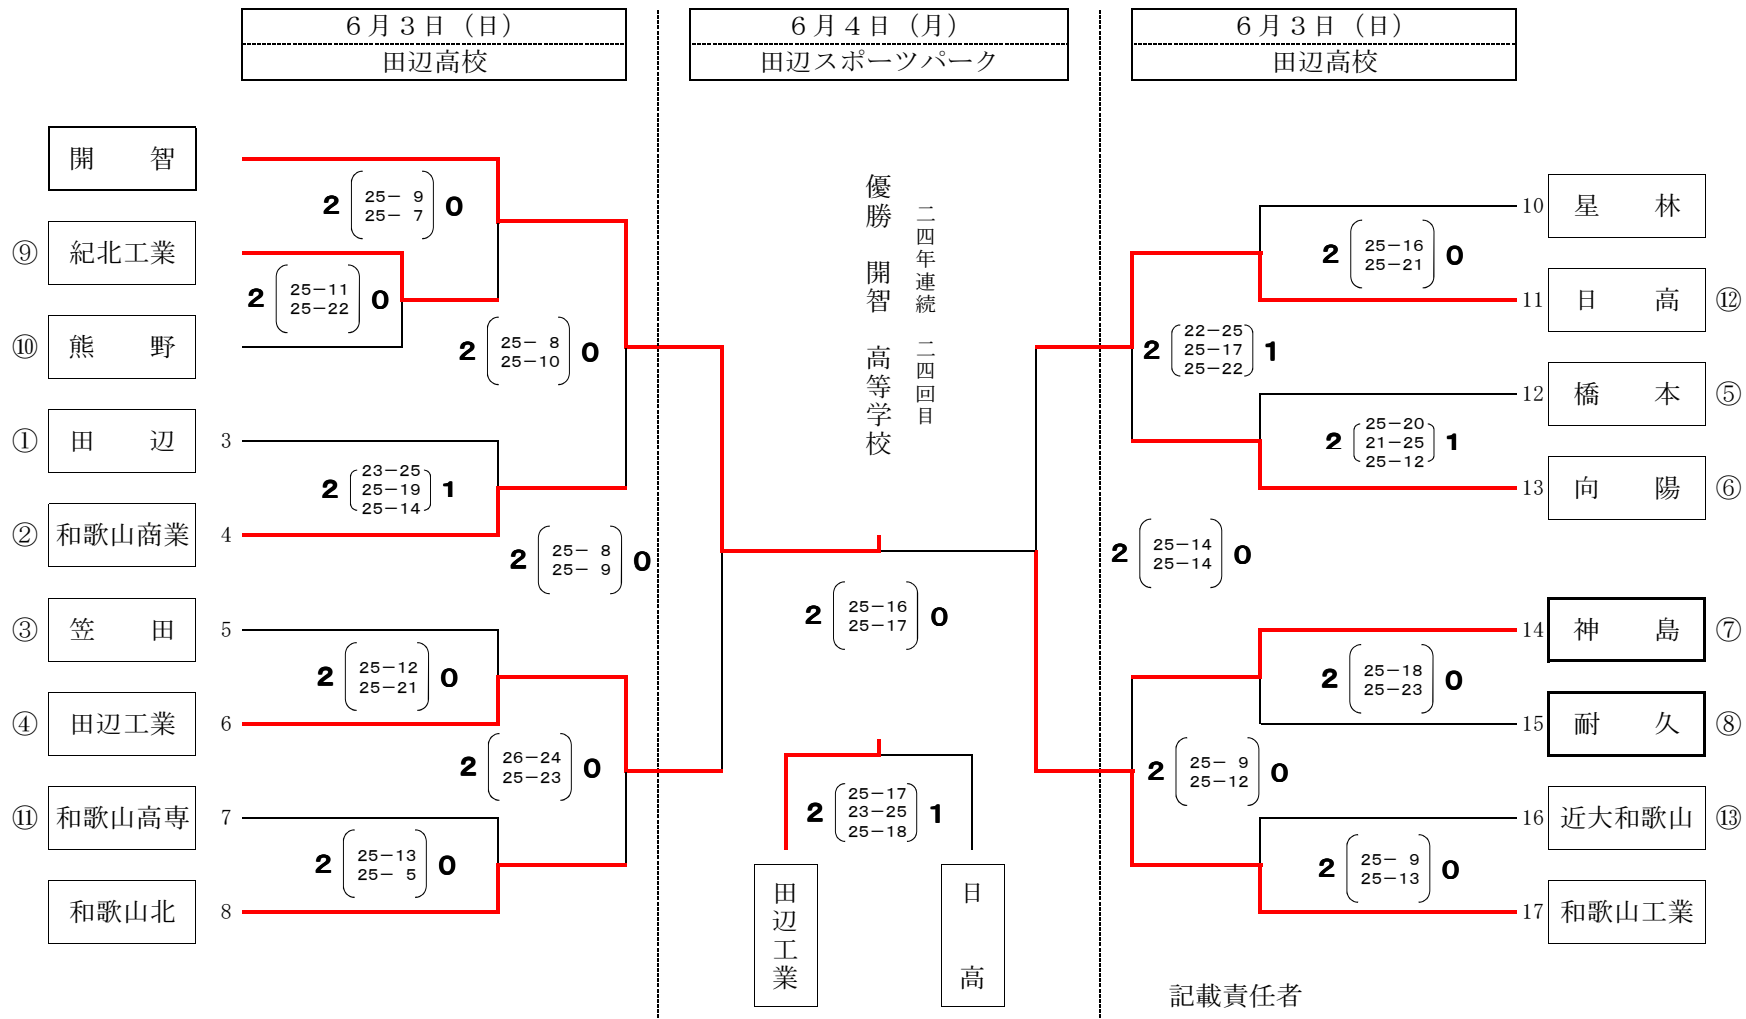 ６月３日（日）
田辺高校
６月４日（月）
田辺スポーツパーク
６月３日（日）
田辺高校
開　智
⑨ 紀北工業
⑩ 熊　野
① 田　辺 3
② 和歌山商業 4
③ 笠　田 5
④ 田辺工業 6
⑪ 和歌山高専 7
和歌山北 8
2 25－ 9 0
25－ 7
2 25－11 0
25－22
2 25－ 8 0
25－10
23－25
2 25－19 1
25－14
2 25－ 8 0
25－ 9
2 25－12 0
25－21
2 26－24 0
25－23
2 25－13 0
25－ 5
優勝　開智　高等学校
二四年連続　二四回目
2 25－16 0
25－17
25－17
2 23－25 1
25－18
田辺工業
日　高
2 25－16 0
25－21
22－25
2 25－17 1
25－22
25－20
2 21－25 1
25－12
2 25－14 0
25－14
2 25－18 0
25－23
2 25－ 9 0
25－12
2 25－ 9 0
25－13
10 星　林
11 日　高 ⑫
12 橋　本 ⑤
13 向　陽 ⑥
14 神　島 ⑦
15 耐　久 ⑧
16 近大和歌山 ⑬
17 和歌山工業
記載責任者